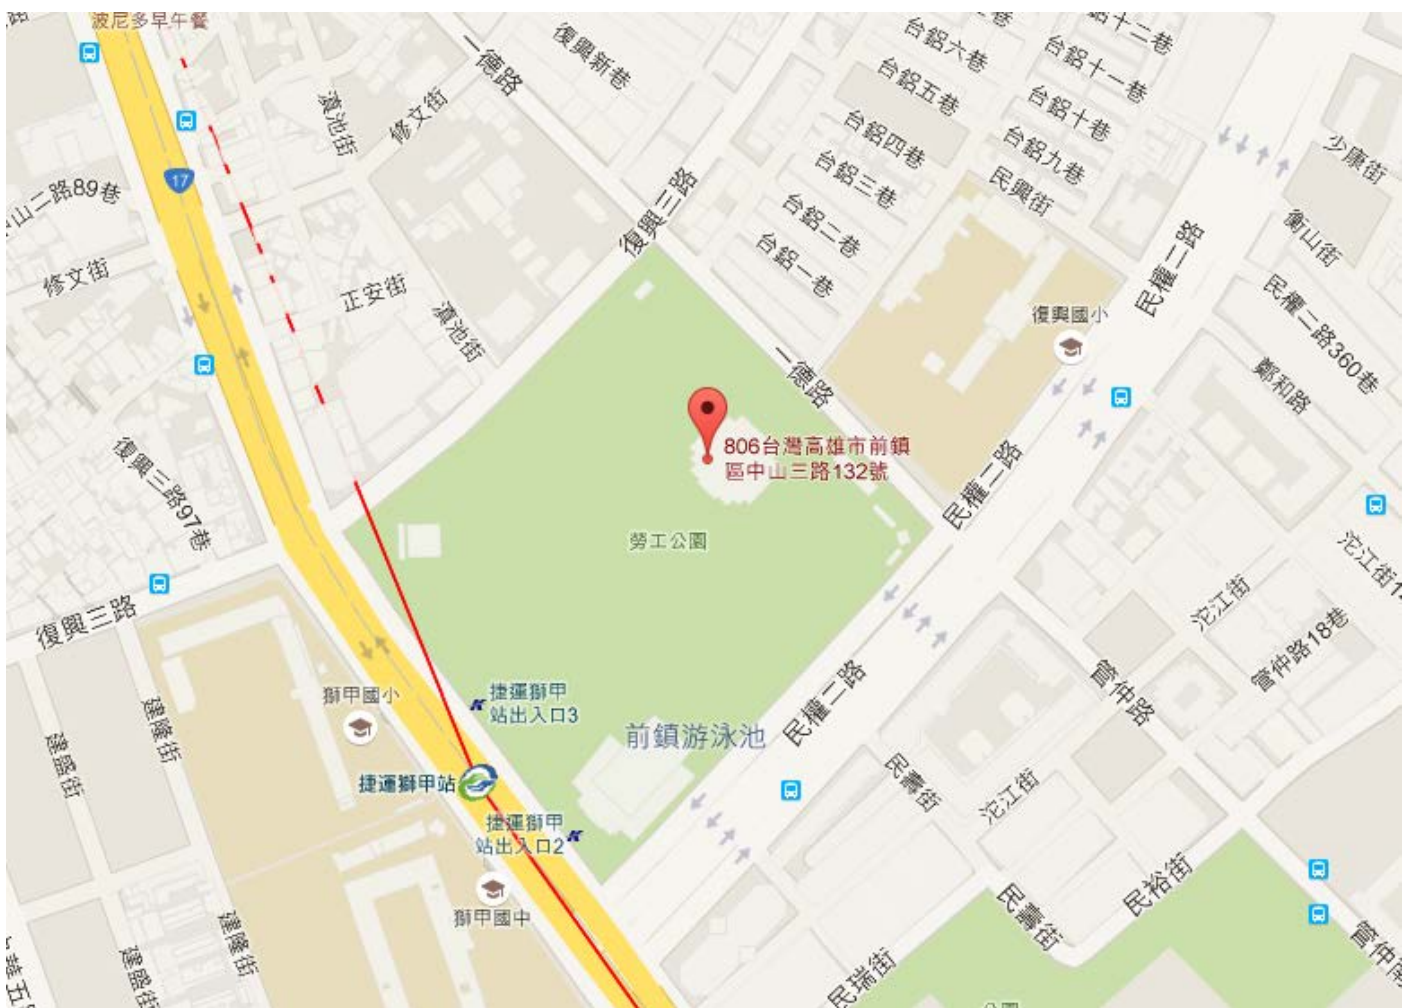 波尼多早午餐
一德路
復興新巷
台鋁六巷
台鋁五巷
台鋁四巷
台鋁三巷
台鋁二巷
台鋁一巷
台鋁十二巷
台鋁十一巷
台鋁十巷
台鋁九巷
民興街
少康街
衡山街
滇池街
修文街
17
山二路89巷
修文街
正安街
滇池街
復興三路
民權二路
民權二路360巷
鄭和路
復興國小
一德路
806台灣高雄市前鎮
區中山三路132號
復興三路97巷
民權二路
勞工公園
沱江街
沱江街1
管仲路18巷
管仲路
復興三路
建隆街
建盛街
獅甲國小
捷運獅甲
站出入口3
前鎮游泳池
民權二路
捷運獅甲站
捷運獅甲
站出入口2
民壽街
沱江街
獅甲國中
民裕街
民壽街
管仲南
建隆街
建盛街
民瑞街
公園